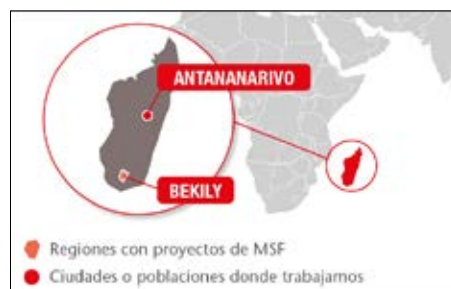 ANTANANARIVO
BEKILY
Regiones con proyectos de MSF
Ciudades o poblaciones donde trabajamos